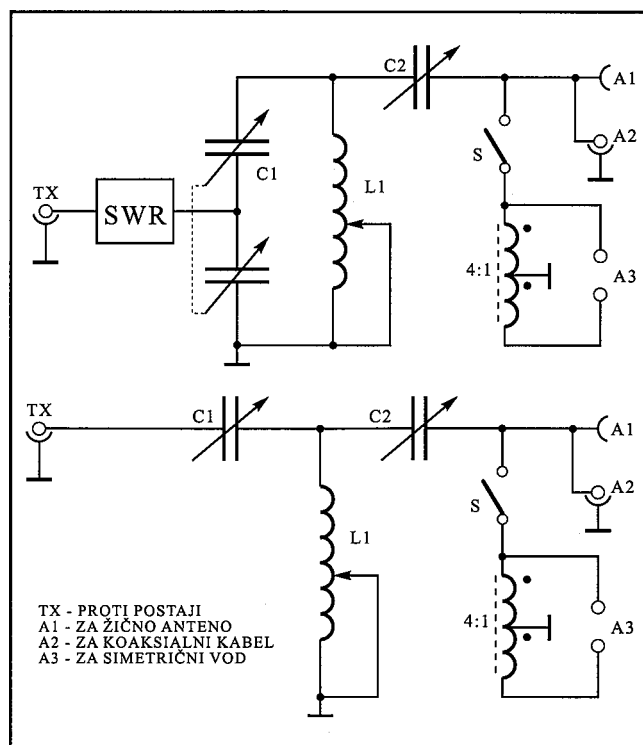 C2
A1
A2
C1
S
TX
L1
SWR
4:1
A3
TX
C1
C2
A1
A2
S
L1
4:1
A3
TX - PROTI POSTAJI
A1 - ZA ŽIČNO ANTENO
A2 - ZA KOAKSIALNI KABEL
A3 - ZA SIMETRIČNI VOD